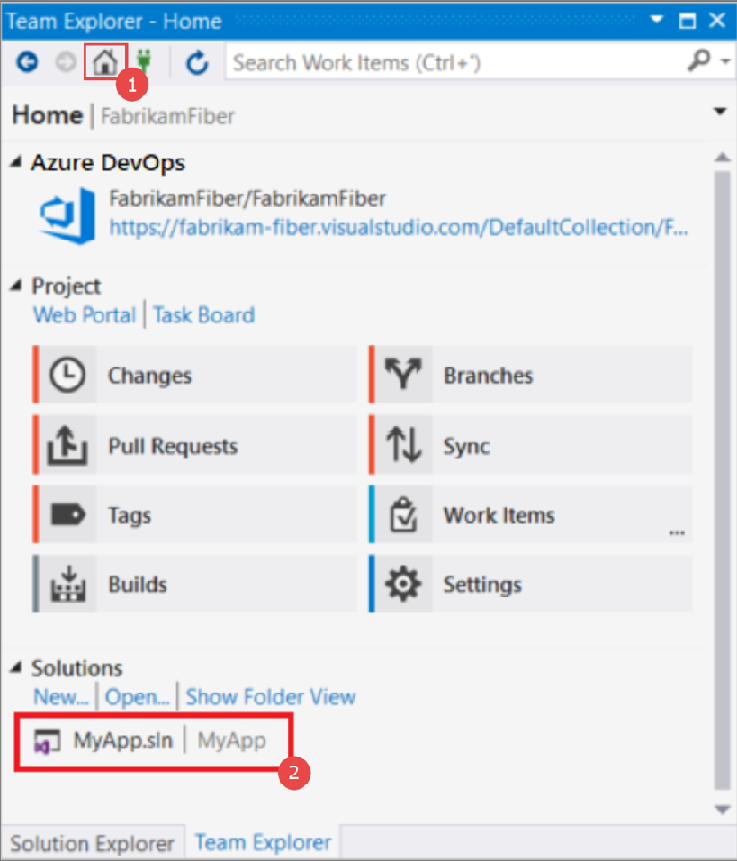 Team Explorer - Home
Search Work Items (Ctrl+')
1
Home | FabrikamFiber
Azure DevOps
FabrikamFiber/FabrikamFiber
https://fabrikam-fiber.visualstudio.com/DefaultCollection/F...
Project
Web Portal | Task Board
Changes
Branches
Pull Requests
Sync
Tags
Work Items
...
Builds
Settings
Solutions
New... | Open... | Show Folder View
MyApp.sln | MyApp
2
Solution Explorer
Team Explorer